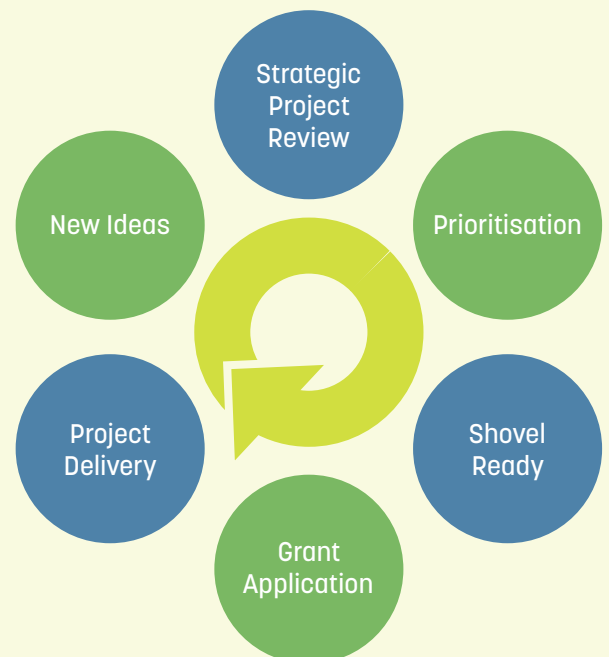 Strategic
Project
Review
Prioritisation
Shovel
Ready
Grant
Application
Project
Delivery
New Ideas